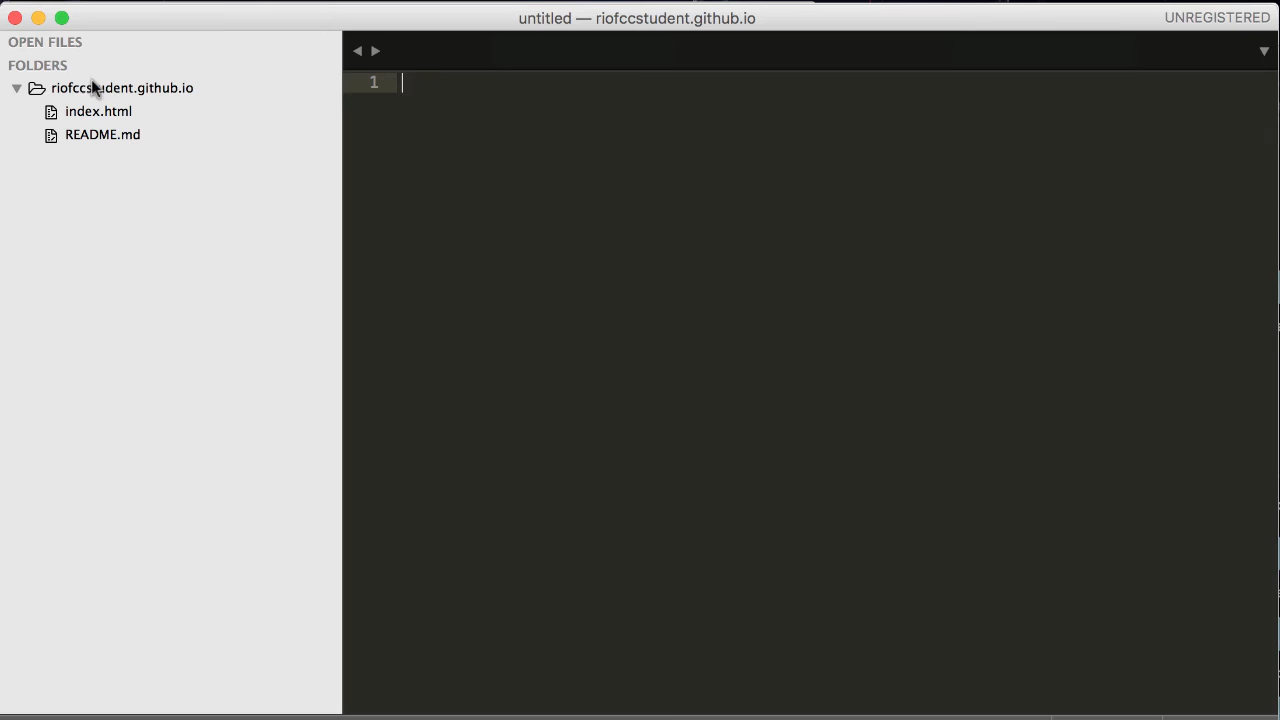 untitled — riofccstudent.github.io
UNREGISTERED
OPEN FILES
FOLDERS
riofccstudent.github.io
index.html
README.md
1